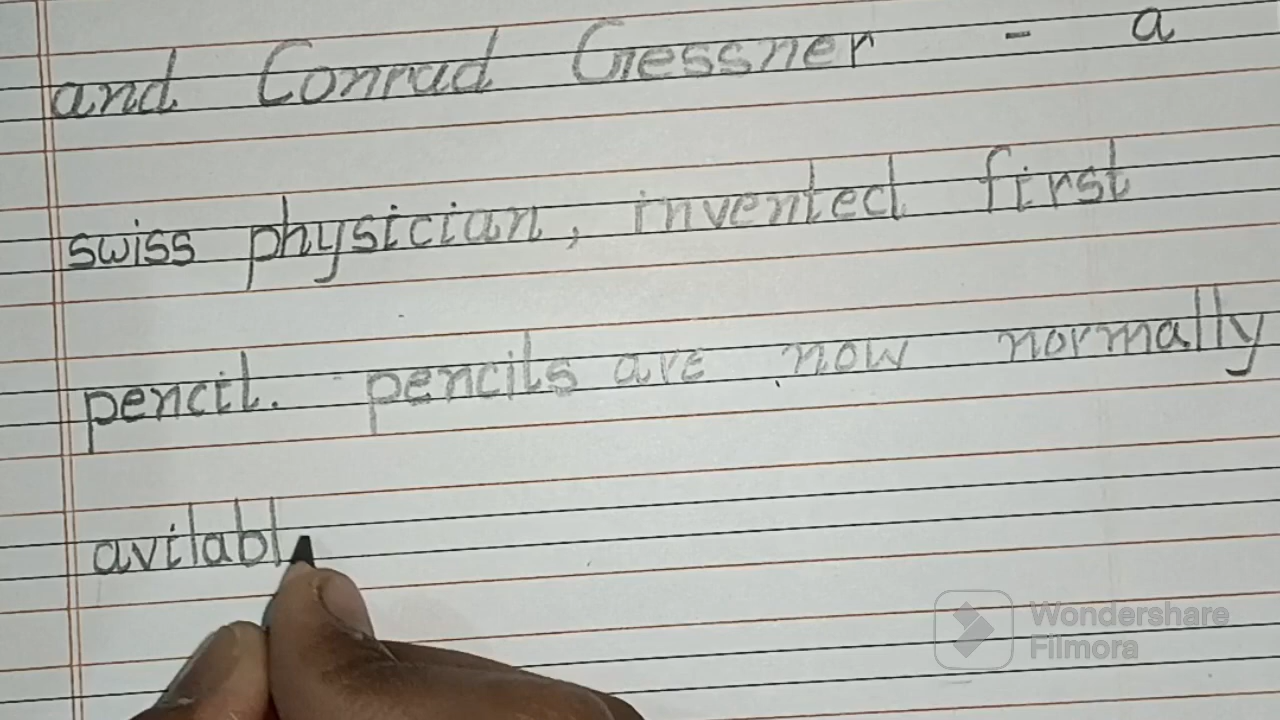 and Conrad Gessner - a
swiss physician, invented first
pencil. pencils are now normally
avilabl
Wondershare
Filmora